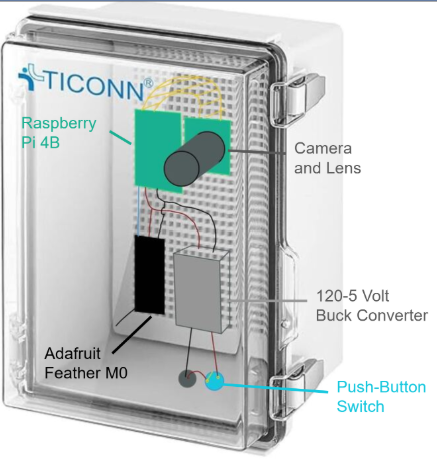 TICONN®
Raspberry
Pi 4B
Camera
and Lens
120-5 Volt
Buck Converter
Adafruit
Feather M0
Push-Button
Switch